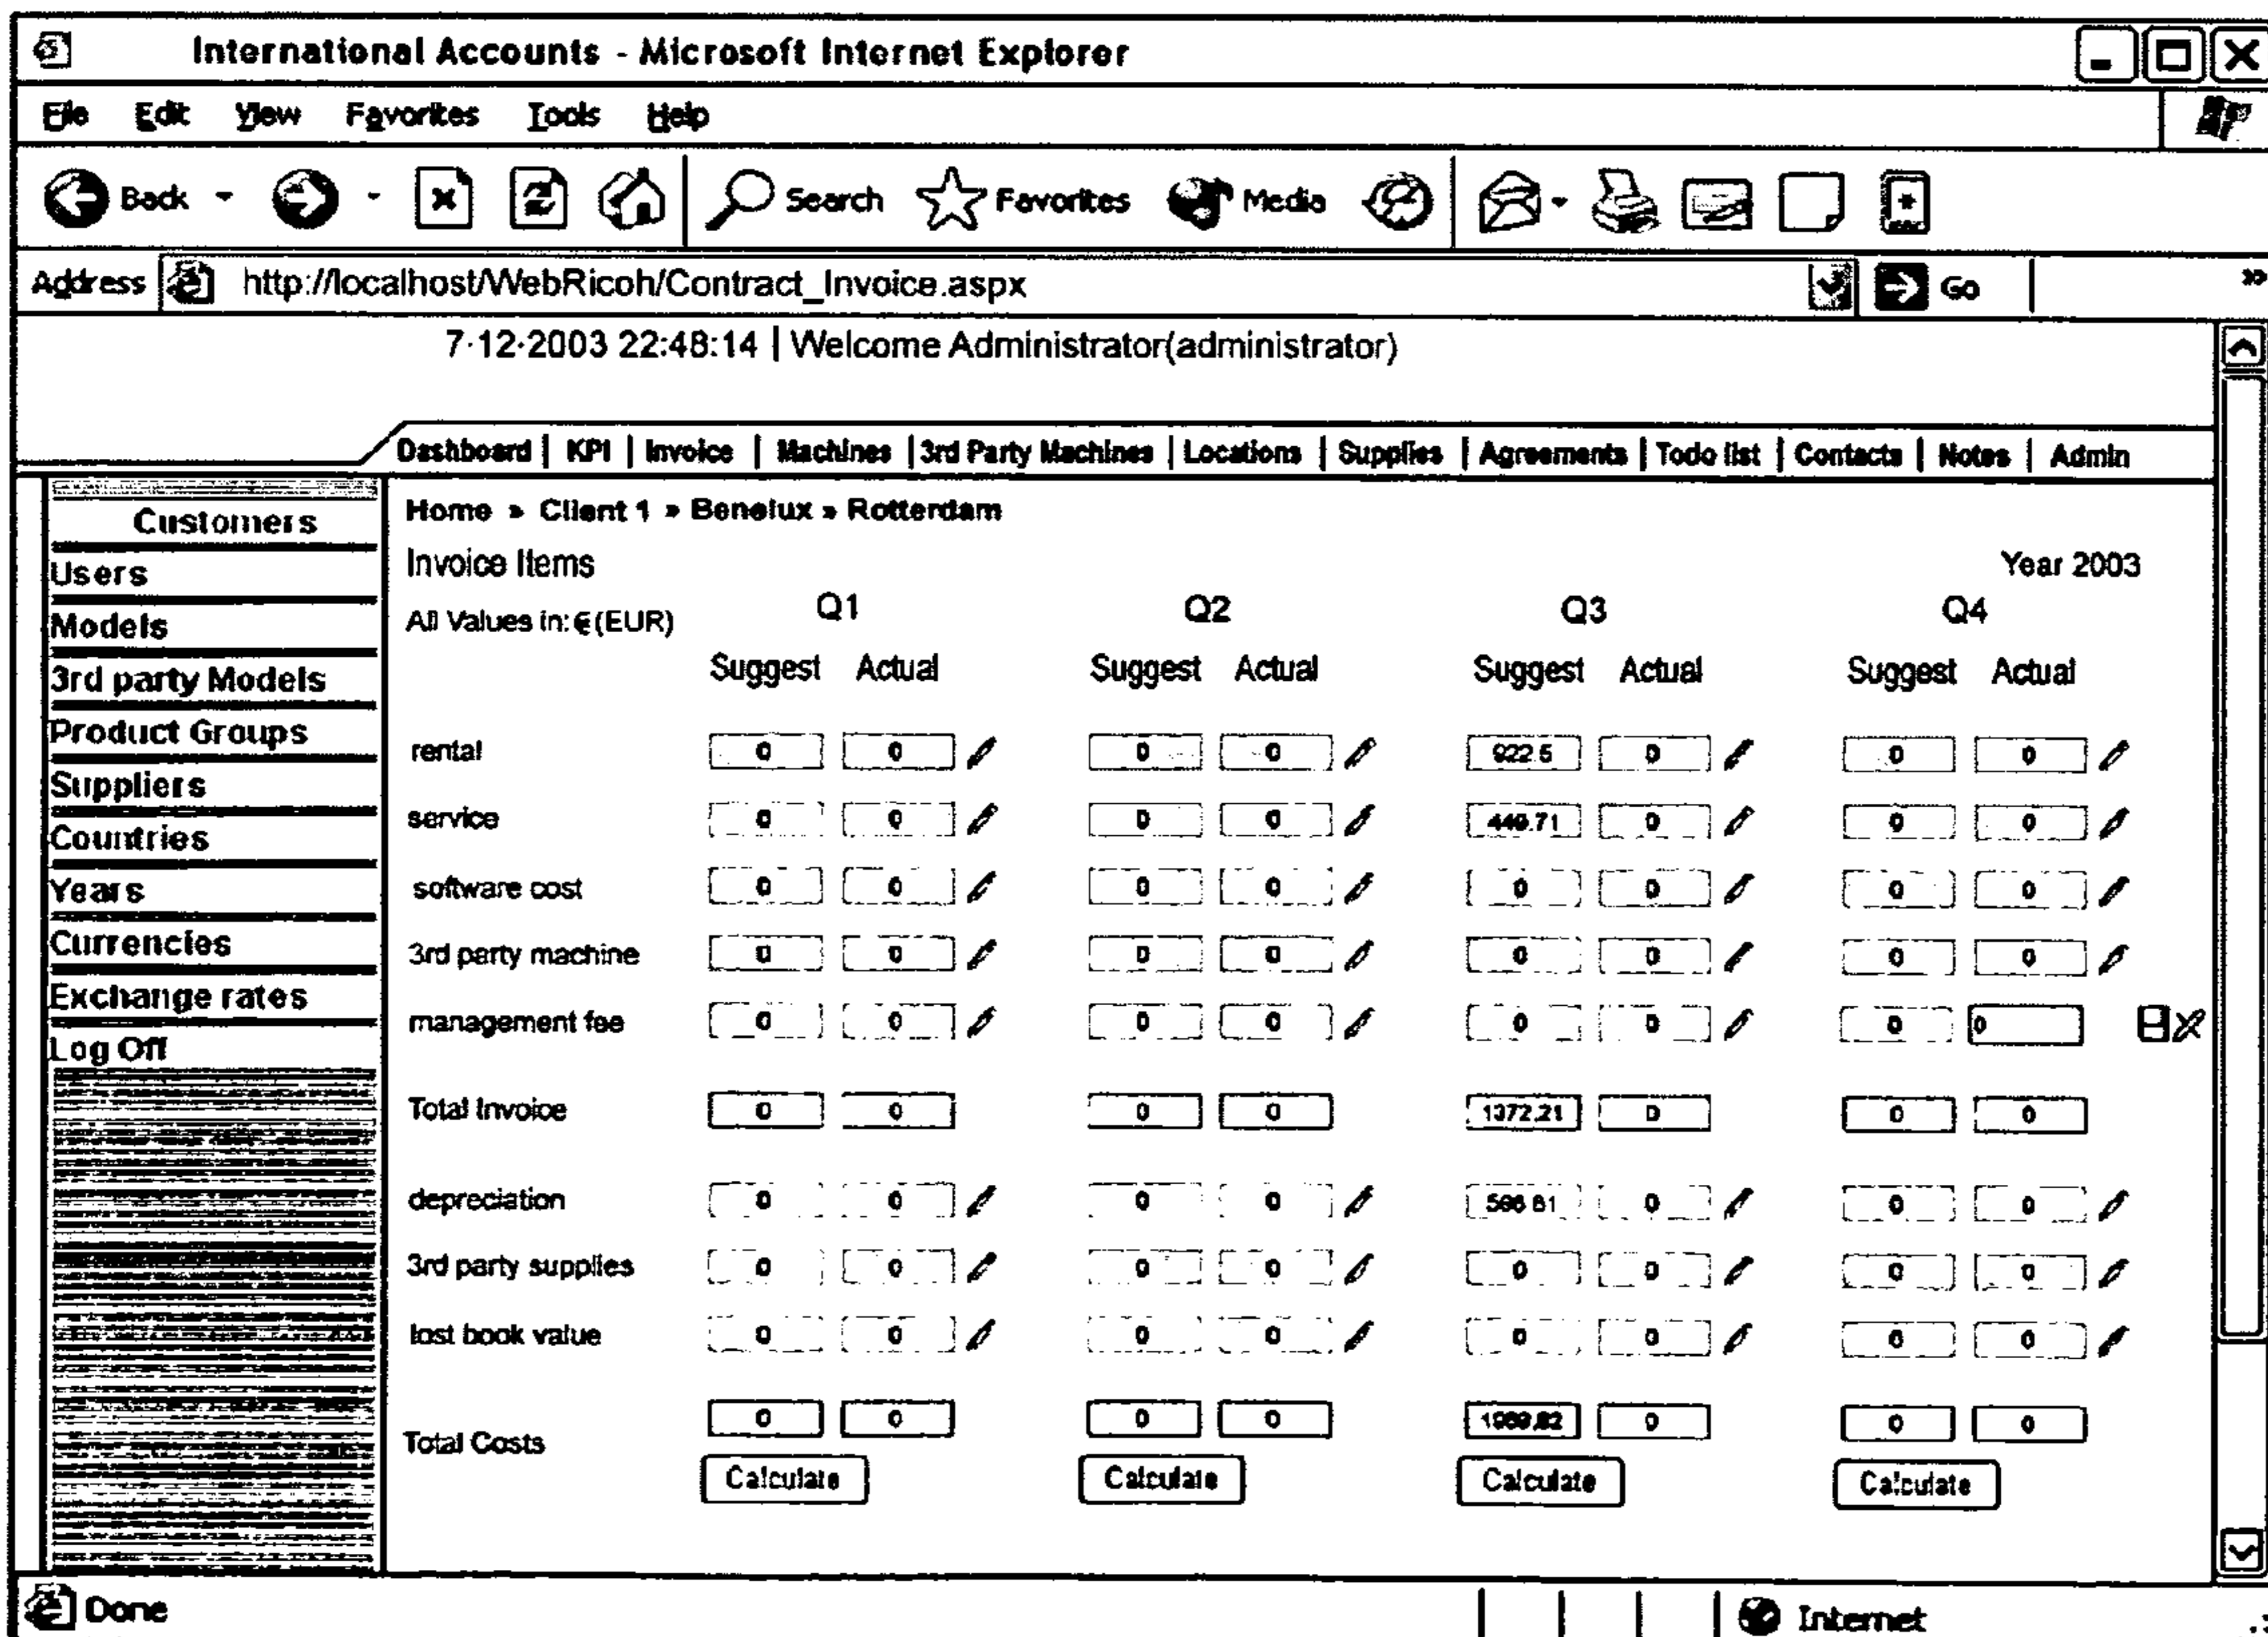 International Accounts - Microsoft Internet Explorer
File Edit View Favorites Tools Help
Back Search Favorites Media
Address http://localhost/WebRicoh/Contract_Invoice.aspx Go »
7·12·2003 22:48:14 | Welcome Administrator(administrator)
Dashboard | KPI | Invoice | Machines | 3rd Party Machines | Locations | Supplies | Agreements | Todo list | Contacts | Notes | Admin
Customers
Users
Models
3rd party Models
Product Groups
Suppliers
Countries
Years
Currencies
Exchange rates
Log Off
Home » Client 1 » Benelux » Rotterdam
Invoice Items Year 2003
All Values in:€(EUR) Q1 Q2 Q3 Q4
Suggest Actual Suggest Actual Suggest Actual Suggest Actual
rental 0 0 0 0 922.5 0 0 0
service 0 0 0 0 449.71 0 0 0
software cost 0 0 0 0 0 0 0 0
3rd party machine 0 0 0 0 0 0 0 0
management fee 0 0 0 0 0 0 0 0
Total Invoice 0 0 0 0 1372,21 0 0 0
depreciation 0 0 0 0 0 0 0
3rd party supplies 0 0 0 0 0 0 0 0
lost book value 0 0 0 0 0 0 0 0
Total Costs 0 0 0 0 0 0 0
Calculate Calculate Calculate Calculate
Done Internet